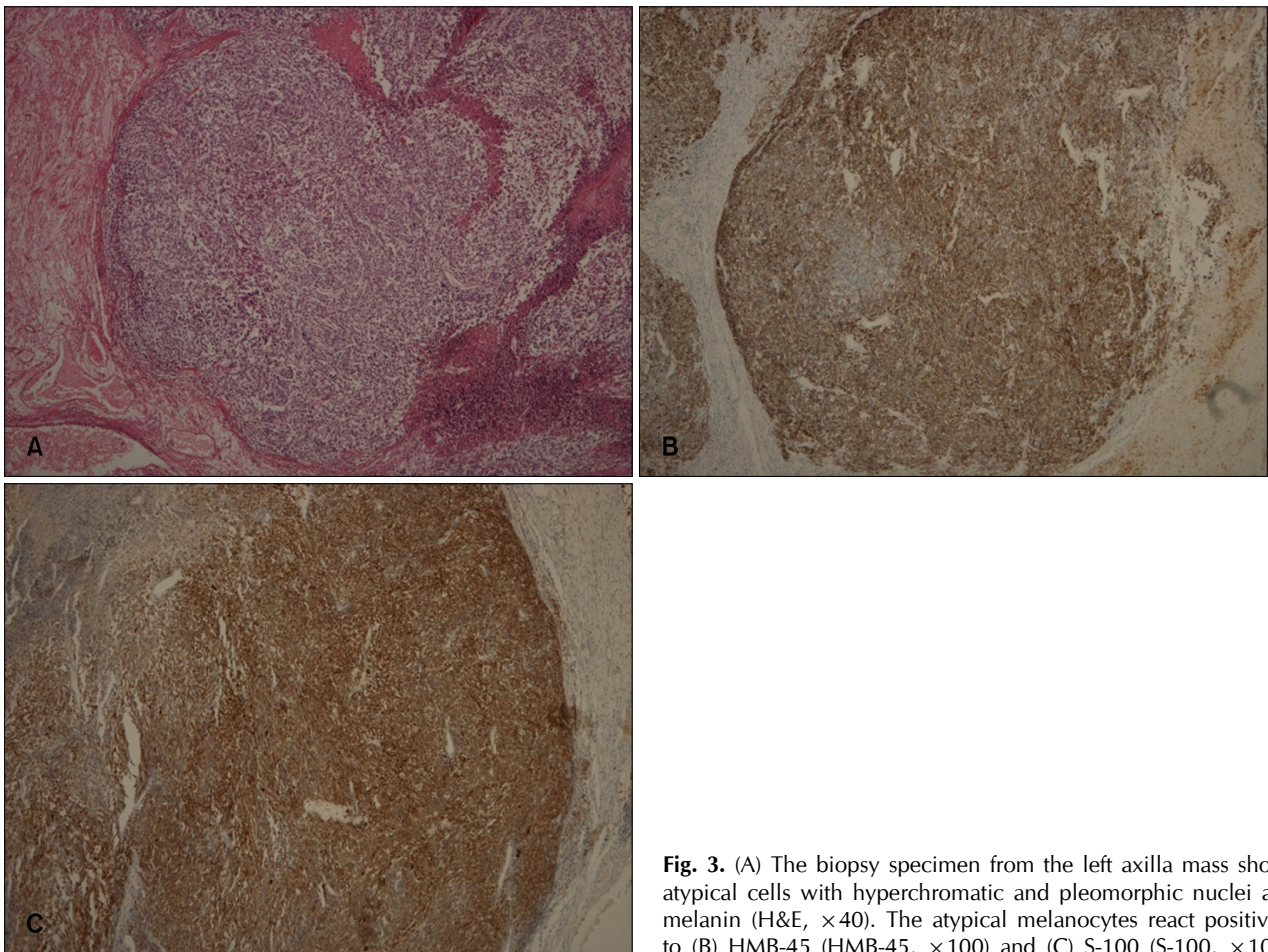 A
B
C
Fig. 3. (A) The biopsy specimen from the left axilla mass sho
atypical cells with hyperchromatic and pleomorphic nuclei a
melanin (H&E, ×40). The atypical melanocytes react positiv
to (B) HMB-45 (HMB-45, ×100) and (C) S-100 (S-100, ×10